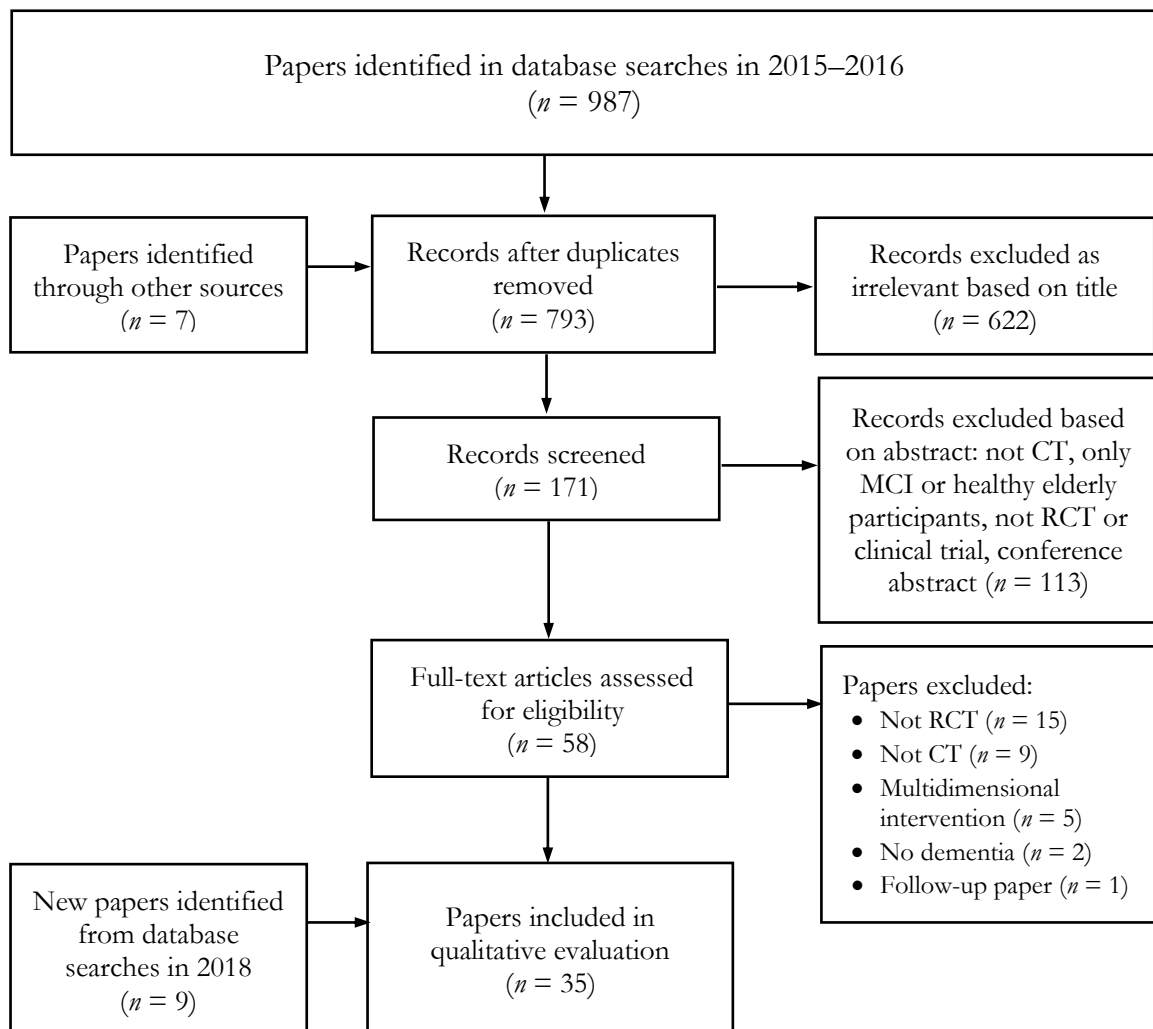 Papers identified in database searches in 2015–2016
(n = 987)
Papers identified
through other sources
(n = 7)
Records after duplicates
removed
(n = 793)
Records excluded as
irrelevant based on title
(n = 622)
Records screened
(n = 171)
Records excluded based
on abstract: not CT, only
MCI or healthy elderly
participants, not RCT or
clinical trial, conference
abstract (n = 113)
Full-text articles assessed
for eligibility
(n = 58)
Papers excluded:
• Not RCT (n = 15)
• Not CT (n = 9)
• Multidimensional
intervention (n = 5)
• No dementia (n = 2)
• Follow-up paper (n = 1)
New papers identified
from database
searches in 2018
(n = 9)
Papers included in
qualitative evaluation
(n = 35)